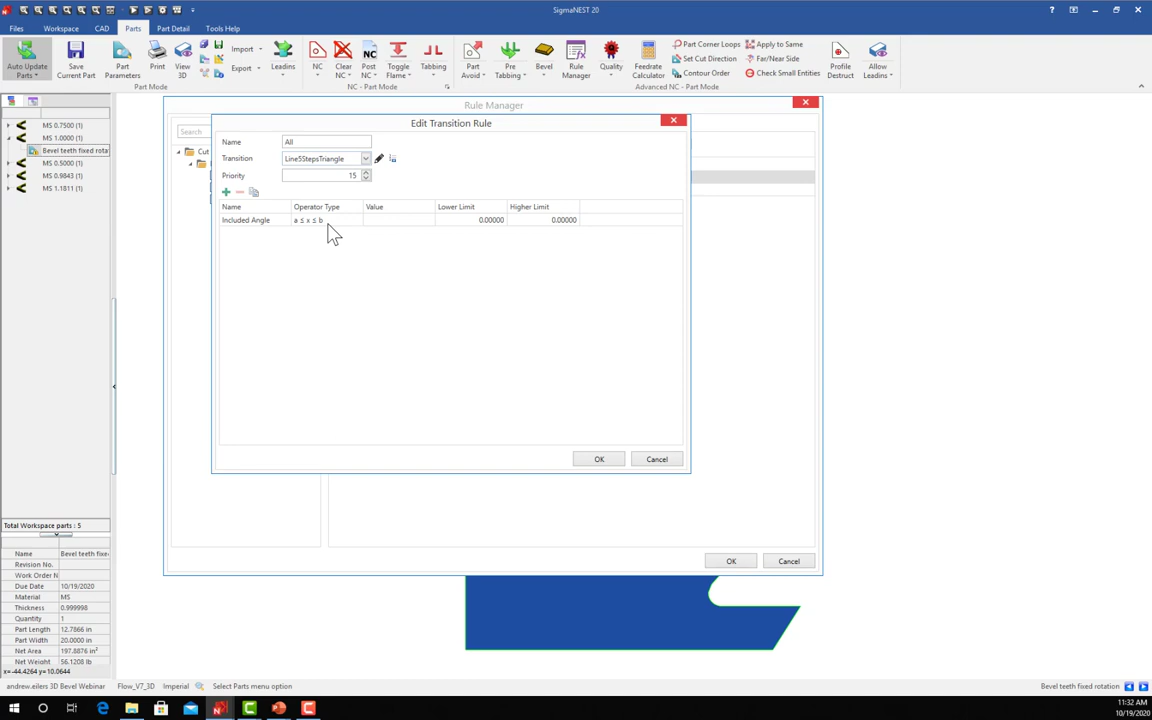 SigmaNEST 20
Files
Workspace
CAD
Parts
Part Detail
Tools Help
Auto Update
Parts
Save
Current Part
Part
Parameters
Print
View
3D
Import
Export
Leadins
Part Mode
NC
Clear
NC
Post
NC
Toggle
Flame
Tabbing
NC - Part Mode
Part
Avoid
Pre
Tabbing
Bevel
Rule
Manager
Quality
Feedrate
Calculator
Part Corner Loops
Set Cut Direction
Contour Order
Apply to Same
Far/Near Side
Check Small Entities
Profile
Destruct
Allow
Leadins
Advanced NC - Part Mode
MS 0.7500 (1)
MS 1.0000 (1)
Bevel teeth fixed rota
MS 0.5000 (1)
MS 0.9843 (1)
MS 1.1811 (1)
Rule Manager
Search
Cut
Edit Transition Rule
Name All
Transition Line5StepsTriangle
Priority 15
Name Operator Type Value Lower Limit Higher Limit
Included Angle a ≤ x ≤ b 0.00000 0.00000
OK Cancel
OK Cancel
Total Workspace parts : 5
Name Bevel teeth fixe
Revision No.
Work Order N
Due Date 10/19/2020
Material MS
Thickness 0.999998
Quantity 1
Part Length 12.7866 in
Part Width 20.0000 in
Net Area 197.8876 in²
Net Weight 56.1208 lb
x=-44.4264 y=10.0644
andrew.eilers 3D Bevel Webinar Flow_V7_3D Imperial Select Parts menu option Bevel teeth fixed rotation
11:32 AM
10/19/2020